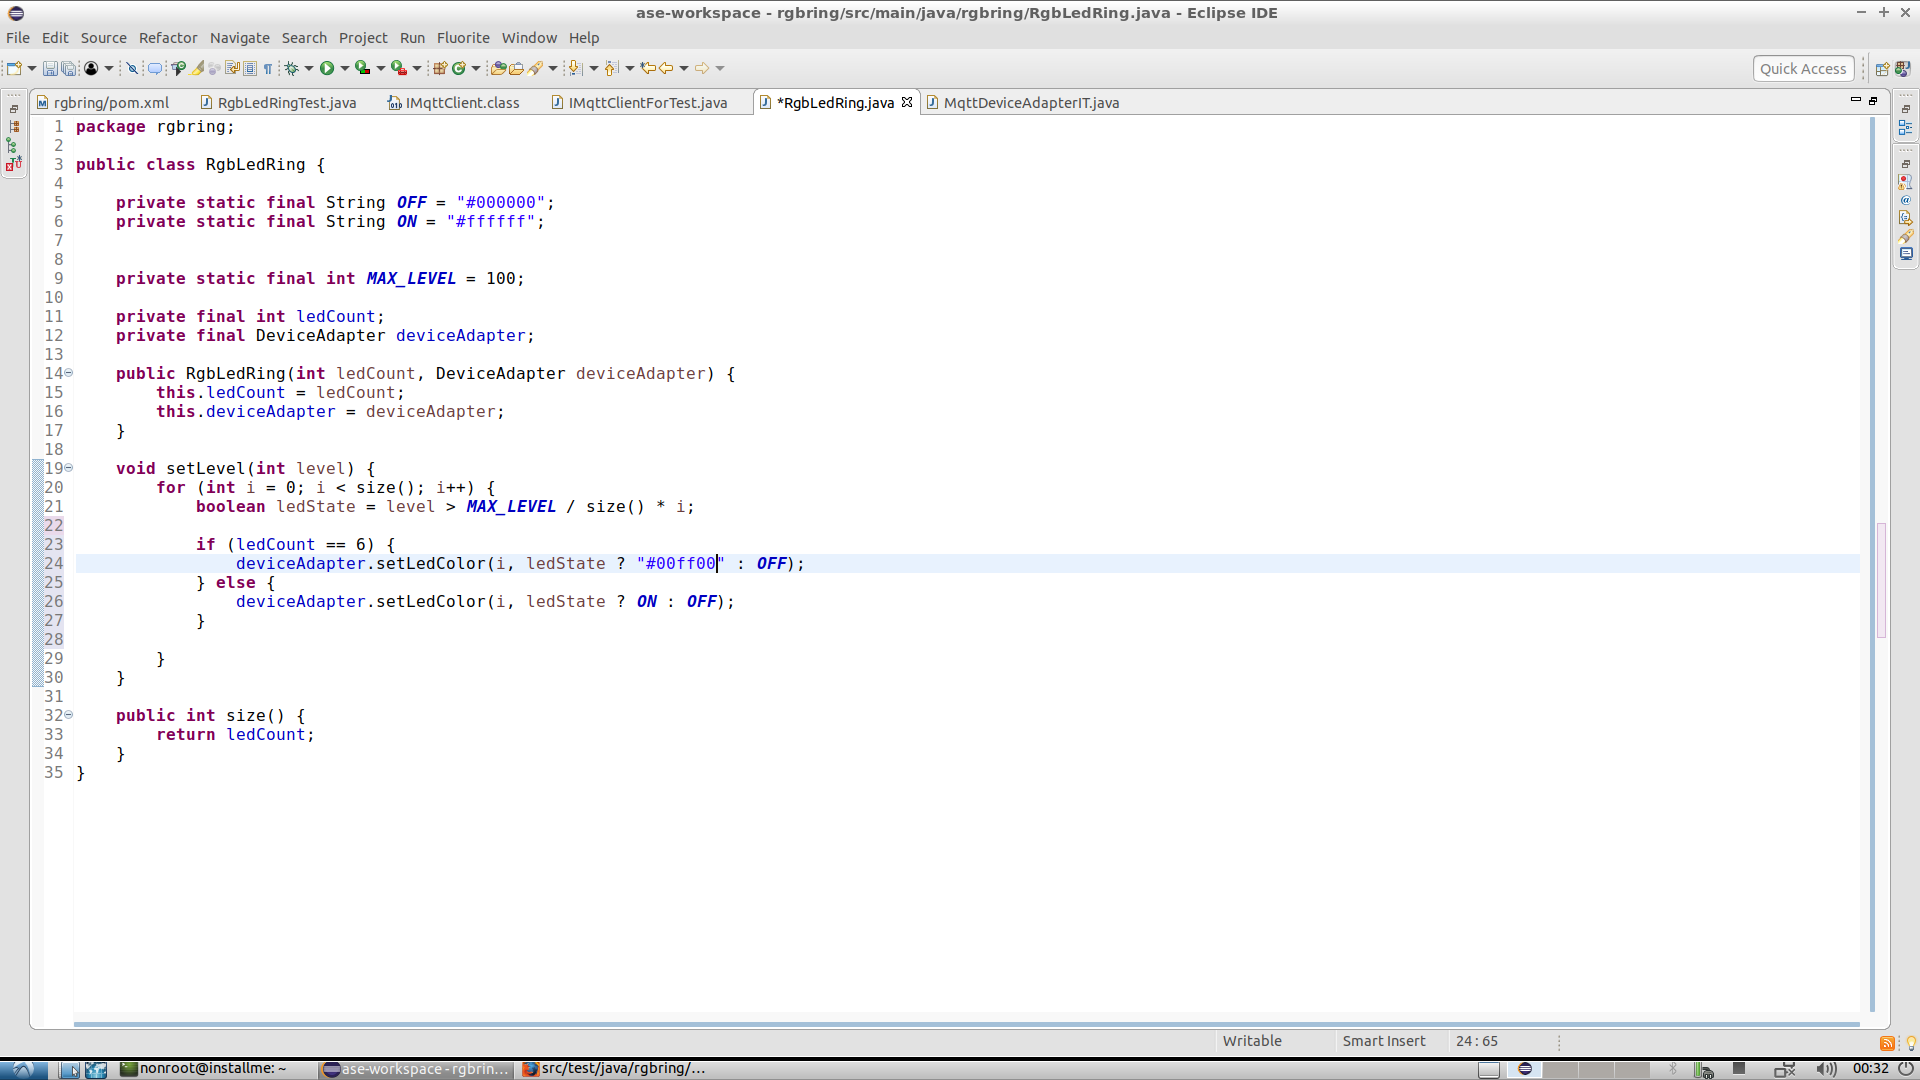 ase-workspace - rgbring/src/main/java/rgbring/RgbLedRing.java - Eclipse IDE
File Edit Source Refactor Navigate Search Project Run Fluorite Window Help
Quick Access
rgbring/pom.xml RgbLedRingTest.java IMqttClient.class IMqttClientForTest.java *RgbLedRing.java MqttDeviceAdapterIT.java
1 package rgbring;
2
3 public class RgbLedRing {
4
5 private static final String OFF = "#000000";
6 private static final String ON = "#ffffff";
7
8
9 private static final int MAX_LEVEL = 100;
10
11 private final int ledCount;
12 private final DeviceAdapter deviceAdapter;
13
14 public RgbLedRing(int ledCount, DeviceAdapter deviceAdapter) {
15 this.ledCount = ledCount;
16 this.deviceAdapter = deviceAdapter;
17 }
18
19 void setLevel(int level) {
20 for (int i = 0; i < size(); i++) {
21 boolean ledState = level > MAX_LEVEL / size() * i;
22
23 if (ledCount == 6) {
24 deviceAdapter.setLedColor(i, ledState ? "#00ff00" : OFF);
25 } else {
26 deviceAdapter.setLedColor(i, ledState ? ON : OFF);
27 }
28
29 }
30 }
31
32 public int size() {
33 return ledCount;
34 }
35 }
Writable Smart Insert 24:65
nonroot@installme: ~ ase-workspace - rgbrin... src/test/java/rgbring/... 00:32